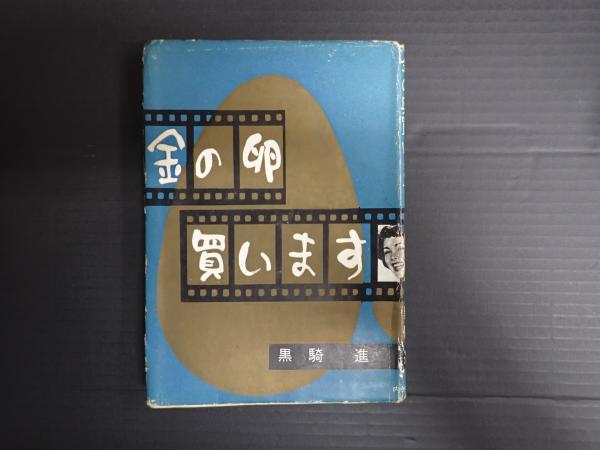 金の卵
買います
黒騎 進